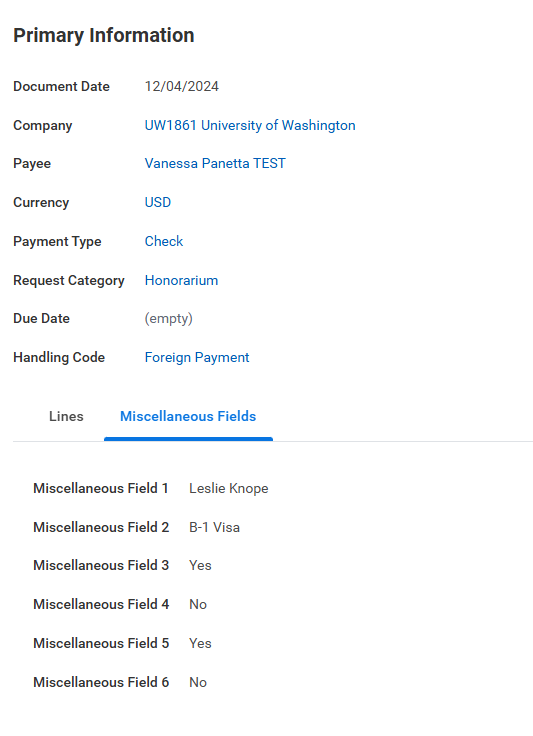 Primary Information
Document Date 12/04/2024
Company UW1861 University of Washington
Payee Vanessa Panetta TEST
Currency USD
Payment Type Check
Request Category Honorarium
Due Date (empty)
Handling Code Foreign Payment
Lines Miscellaneous Fields
Miscellaneous Field 1 Leslie Knope
Miscellaneous Field 2 B-1 Visa
Miscellaneous Field 3 Yes
Miscellaneous Field 4 No
Miscellaneous Field 5 Yes
Miscellaneous Field 6 No